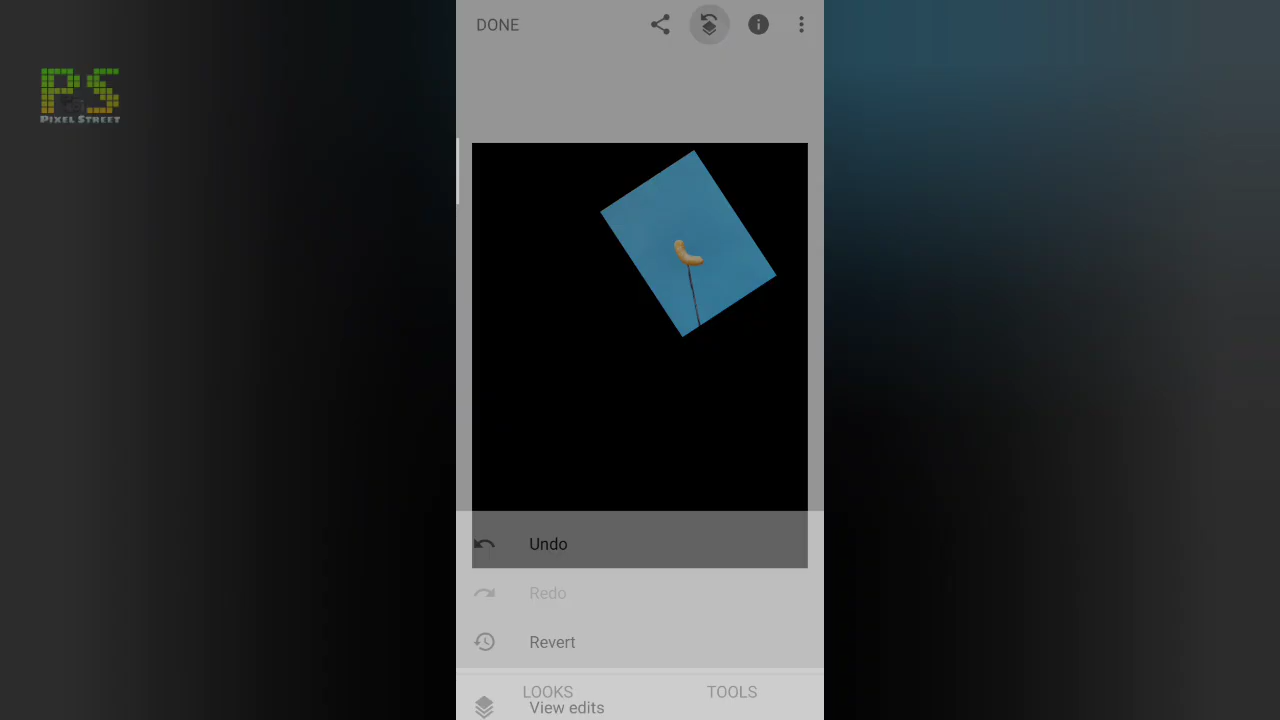 DONE
PS
PIXEL STREET
Undo
Redo
Revert
LOOKS
TOOLS
View edits